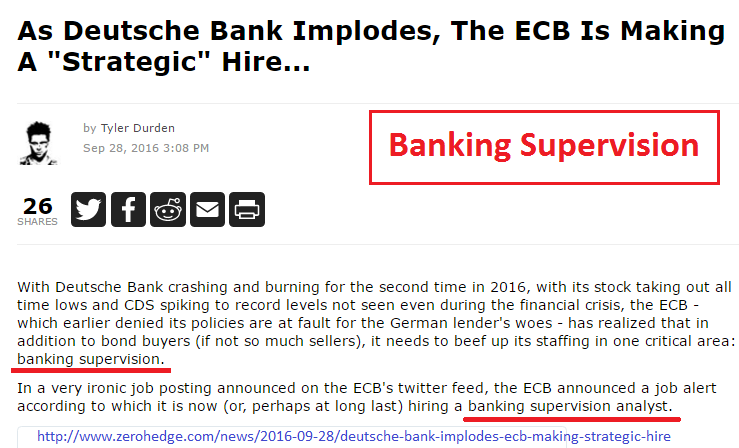 As Deutsche Bank Implodes, The ECB Is Making
A "Strategic" Hire...
by Tyler Durden
Sep 28, 2016 3:08 PM
Banking Supervision
26
SHARES
With Deutsche Bank crashing and burning for the second time in 2016, with its stock taking out all
time lows and CDS spiking to record levels not seen even during the financial crisis, the ECB -
which earlier denied its policies are at fault for the German lender's woes - has realized that in
addition to bond buyers (if not so much sellers), it needs to beef up its staffing in one critical area:
banking supervision.
In a very ironic job posting announced on the ECB's twitter feed, the ECB announced a job alert
according to which it is now (or, perhaps at long last) hiring a banking supervision analyst.
http://www.zerohedge.com/news/2016-09-28/deutsche-bank-implodes-ecb-making-strategic-hire